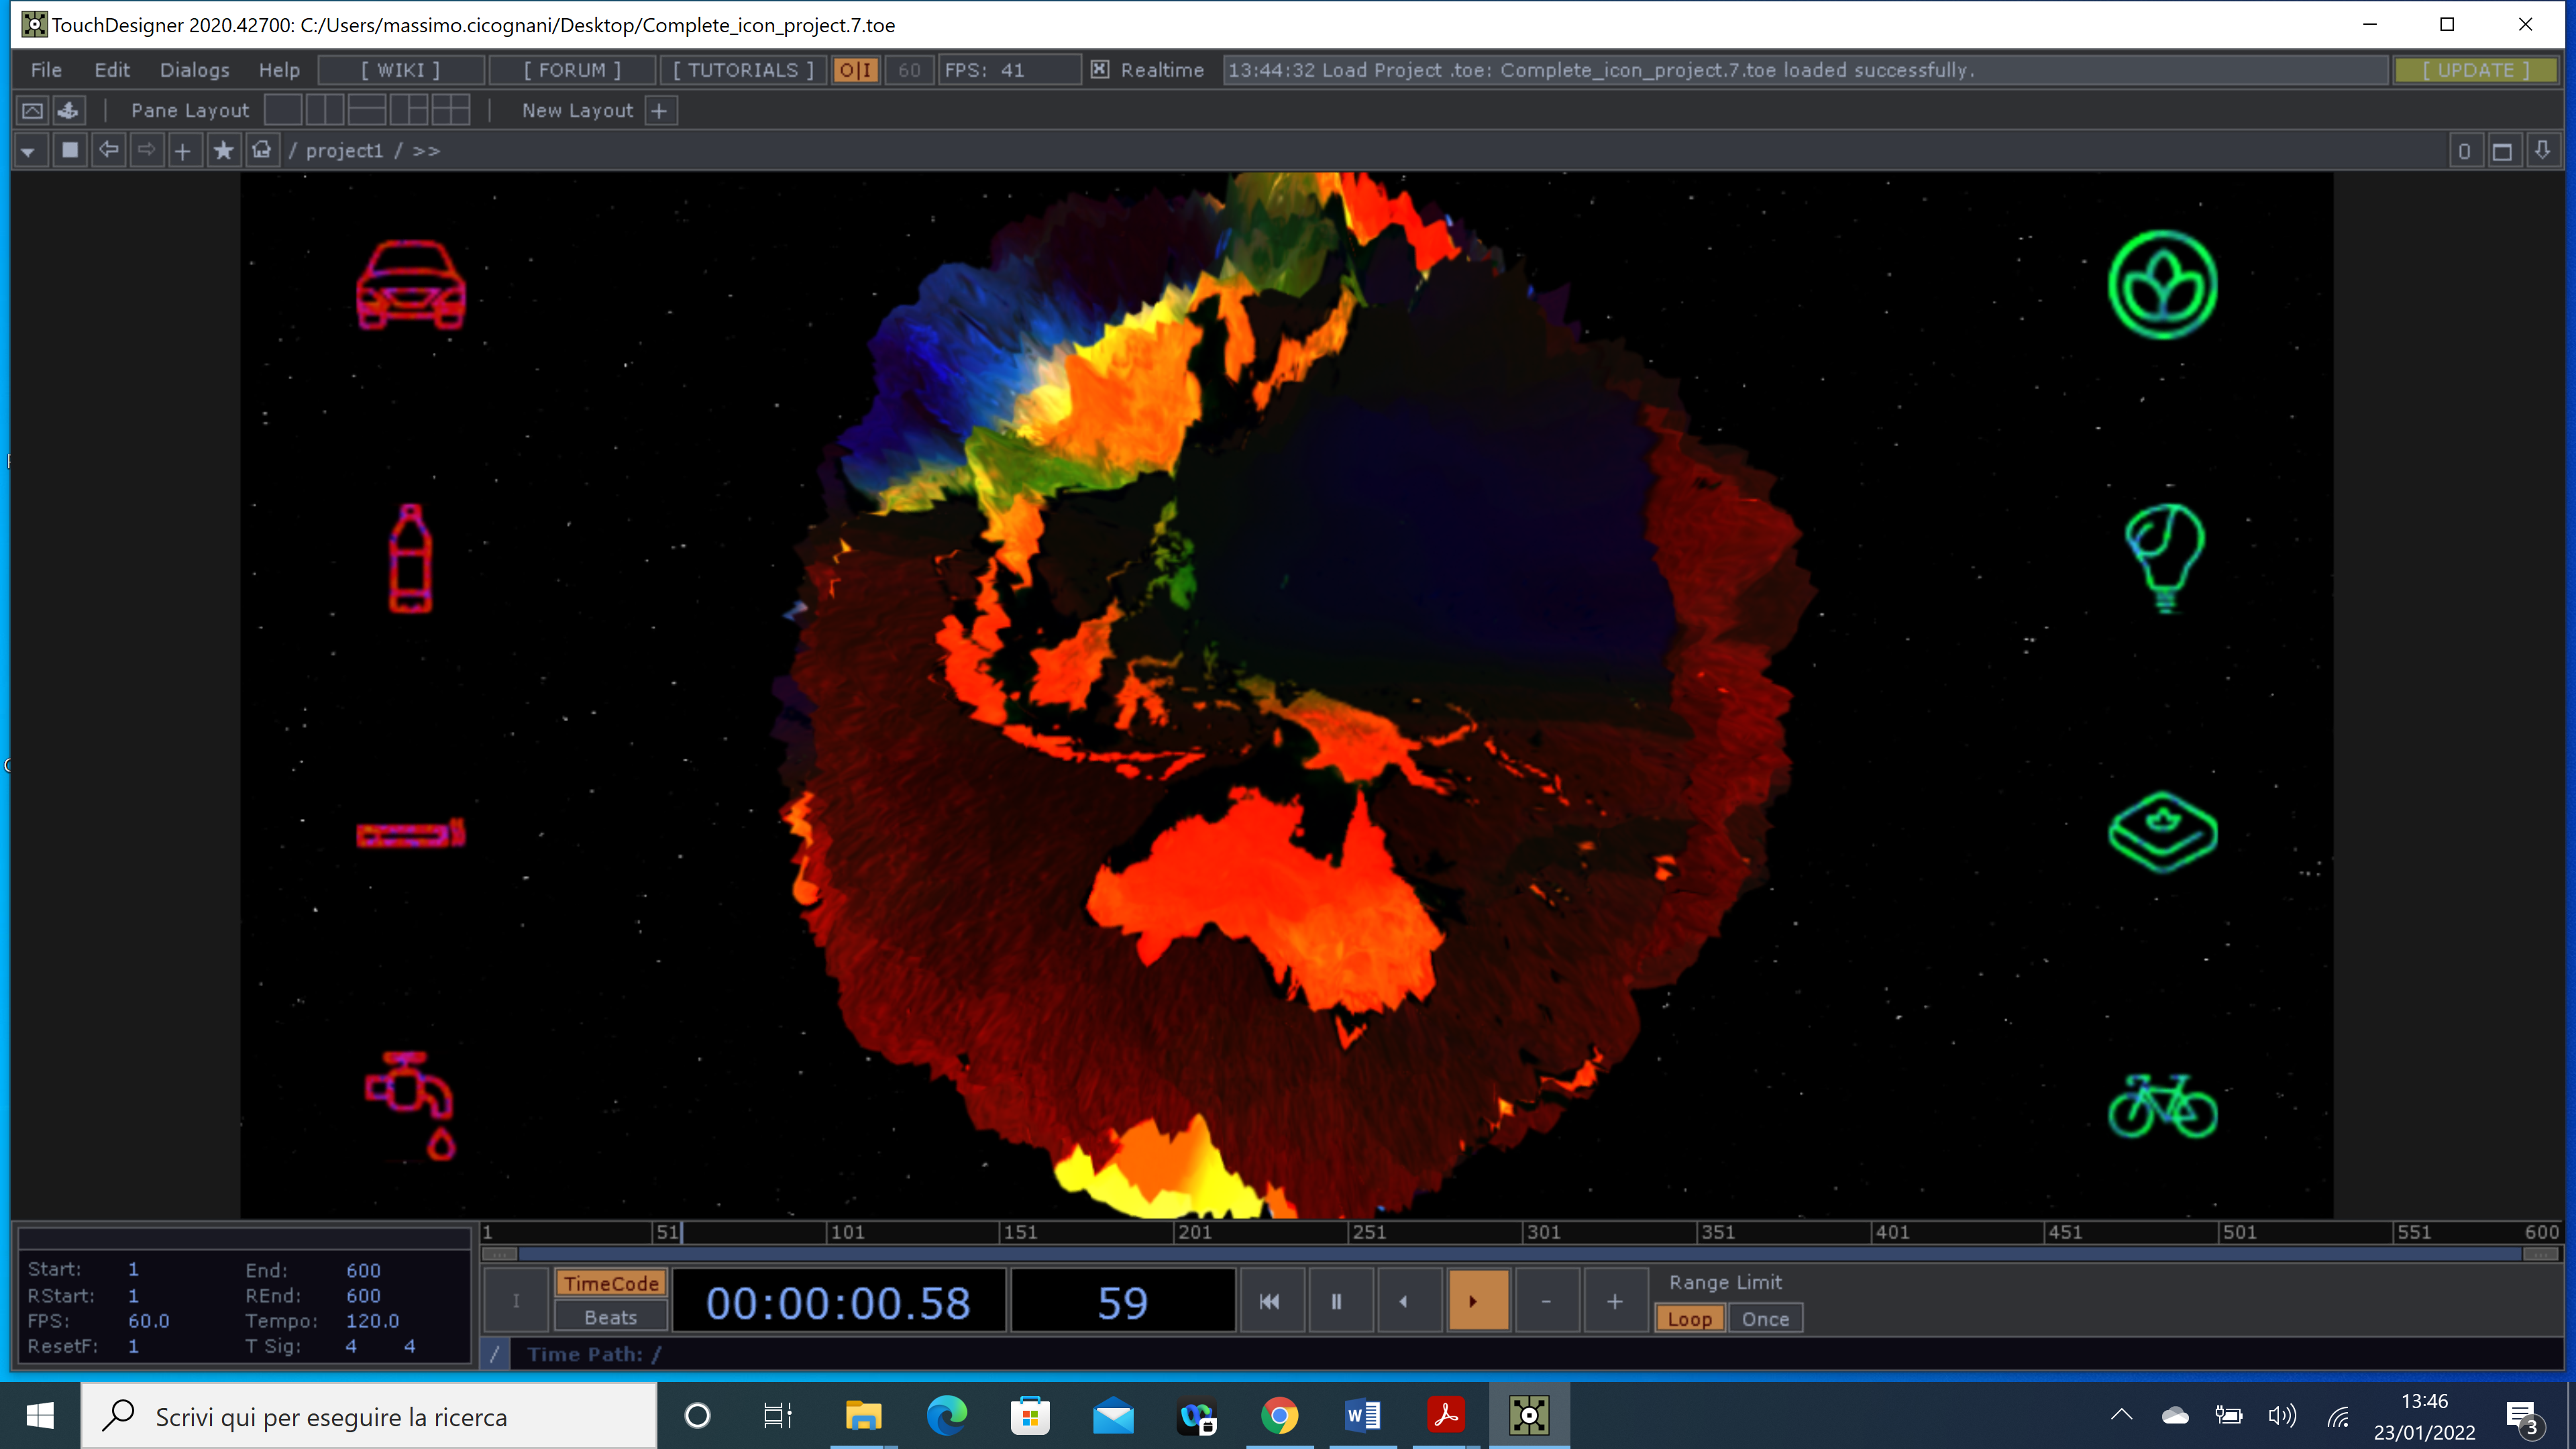 TouchDesigner 2020.42700: C:/Users/massimo.cicognani/Desktop/Complete_icon_project.7.toe
File Edit Dialogs Help [ WIKI ] [ FORUM ] [ TUTORIALS ] O|I 60 FPS: 41 Realtime 13:44:32 Load Project .toe: Complete_icon_project.7.toe loaded successfully. [ UPDATE ]
Pane Layout New Layout +
/ project1 / >> 0
1 51 101 151 201 251 301 351 401 451 501 551 600
Start: 1 End: 600
RStart: 1 REnd: 600
FPS: 60.0 Tempo: 120.0
ResetF: 1 T Sig: 4 4
I TimeCode 00:00:00.58 59 - + Range Limit
Beats Loop Once
/ Time Path: /
Scrivi qui per eseguire la ricerca
13:46
23/01/2022
3